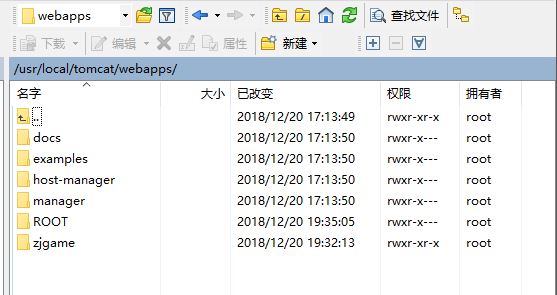 webapps 查找文件
下载 编辑 属性 新建
/usr/local/tomcat/webapps/
名字 大小 已改变 权限 拥有者
.. 2018/12/20 17:13:49 rwxr-xr-x root
docs 2018/12/20 17:13:50 rwxr-x--- root
examples 2018/12/20 17:13:50 rwxr-x--- root
host-manager 2018/12/20 17:13:50 rwxr-x--- root
manager 2018/12/20 17:13:50 rwxr-x--- root
ROOT 2018/12/20 19:35:05 rwxr-x--- root
zjgame 2018/12/20 19:32:13 rwxr-xr-x root